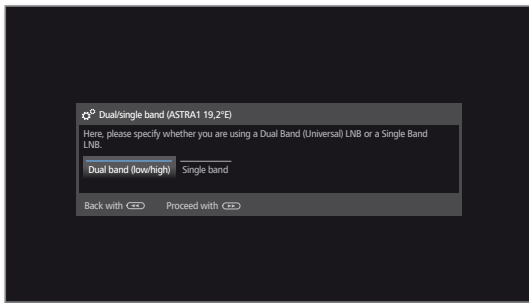 Dual/single band (ASTRA1 19,2°E)
Here, please specify whether you are using a Dual Band (Universal) LNB or a Single Band
LNB.
Dual band (low/high) Single band
Back with Proceed with